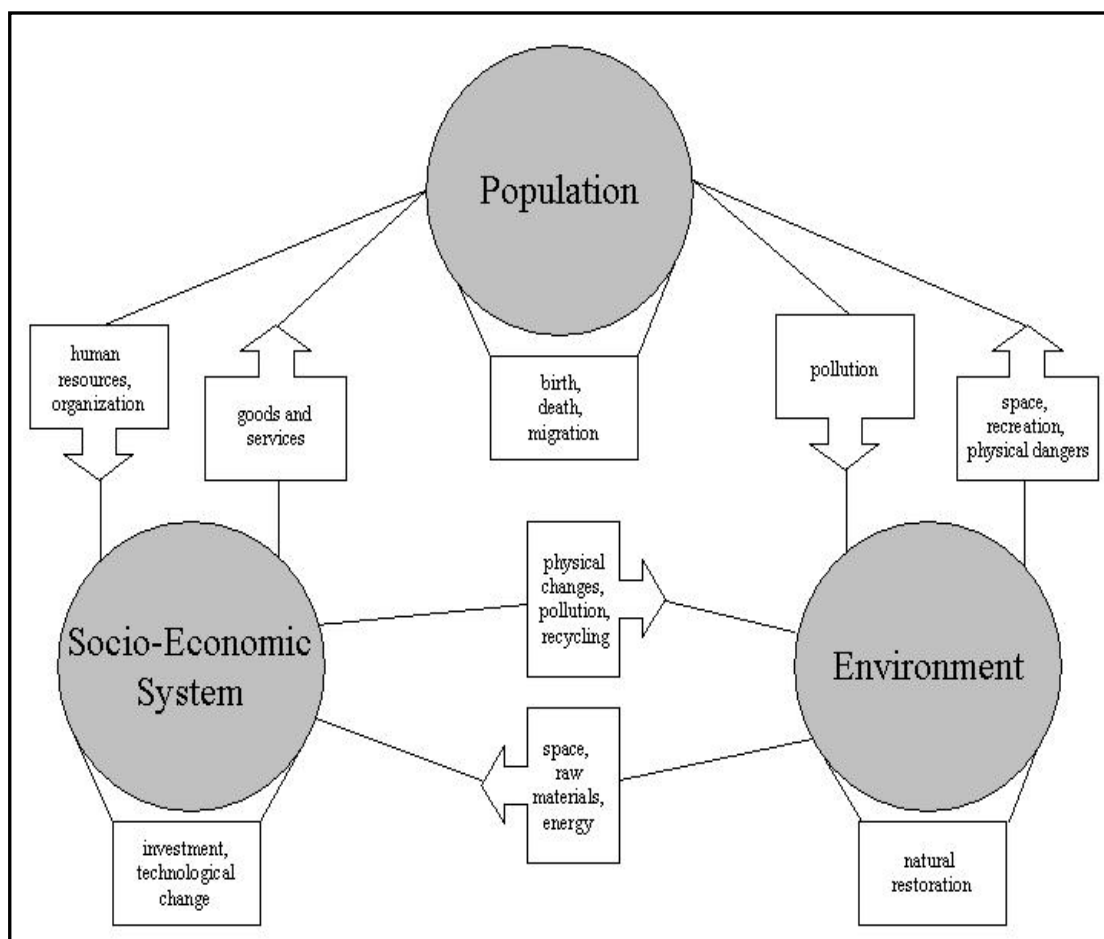 Population
human
resources,
organization
goods and
services
birth,
death,
migration
pollution
space,
recreation,
physical dangers
physical
changes,
pollution,
recycling
Socio-Economic
System
Environment
space,
raw
materials,
energy
investment,
technological
change
natural
restoration